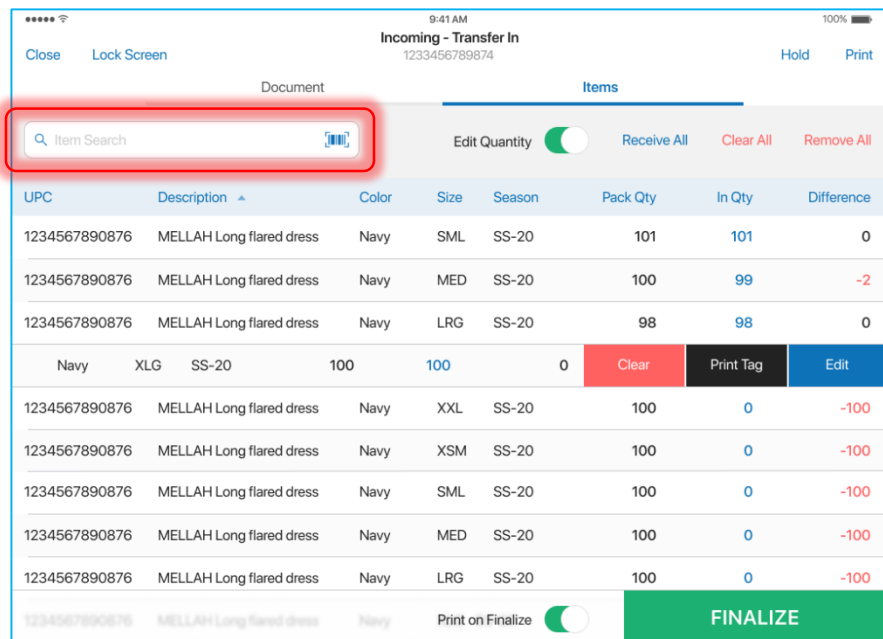 9:41 AM 100%
Incoming - Transfer In
Close Lock Screen 1233456789874 Hold Print
Document Items
Item Search Edit Quantity Receive All Clear All Remove All
UPC Description Color Size Season Pack Qty In Qty Difference
1234567890876 MELLAH Long flared dress Navy SML SS-20 101 101 0
1234567890876 MELLAH Long flared dress Navy MED SS-20 100 99 -2
1234567890876 MELLAH Long flared dress Navy LRG SS-20 98 98 0
Navy XLG SS-20 100 100 0 Clear Print Tag Edit
1234567890876 MELLAH Long flared dress Navy XXL SS-20 100 0 -100
1234567890876 MELLAH Long flared dress Navy XSM SS-20 100 0 -100
1234567890876 MELLAH Long flared dress Navy SML SS-20 100 0 -100
1234567890876 MELLAH Long flared dress Navy MED SS-20 100 0 -100
1234567890876 MELLAH Long flared dress Navy LRG SS-20 100 0 -100
1234567890876 MELLAH Long flared dress Navy Print on Finalize FINALIZE